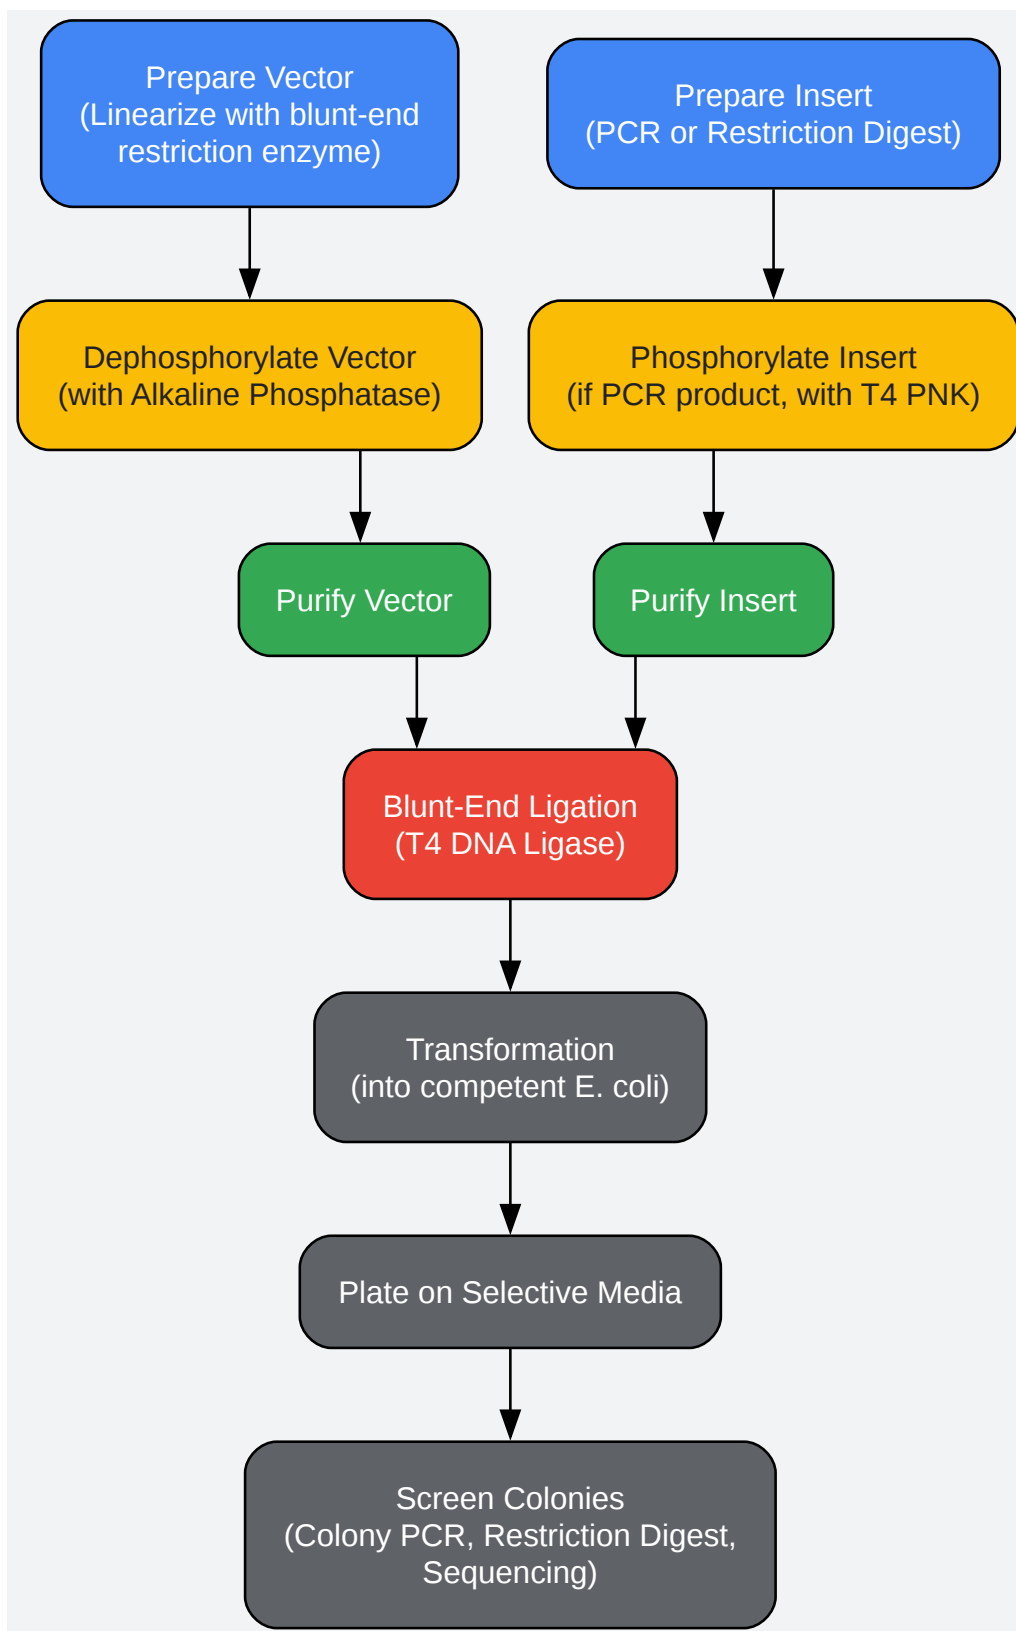 Prepare Vector
(Linearize with blunt-end
restriction enzyme)
Prepare Insert
(PCR or Restriction Digest)
Dephosphorylate Vector
(with Alkaline Phosphatase)
Phosphorylate Insert
(if PCR product, with T4 PNK)
Purify Vector
Purify Insert
Blunt-End Ligation
(T4 DNA Ligase)
Transformation
(into competent E. coli)
Plate on Selective Media
Screen Colonies
(Colony PCR, Restriction Digest,
Sequencing)